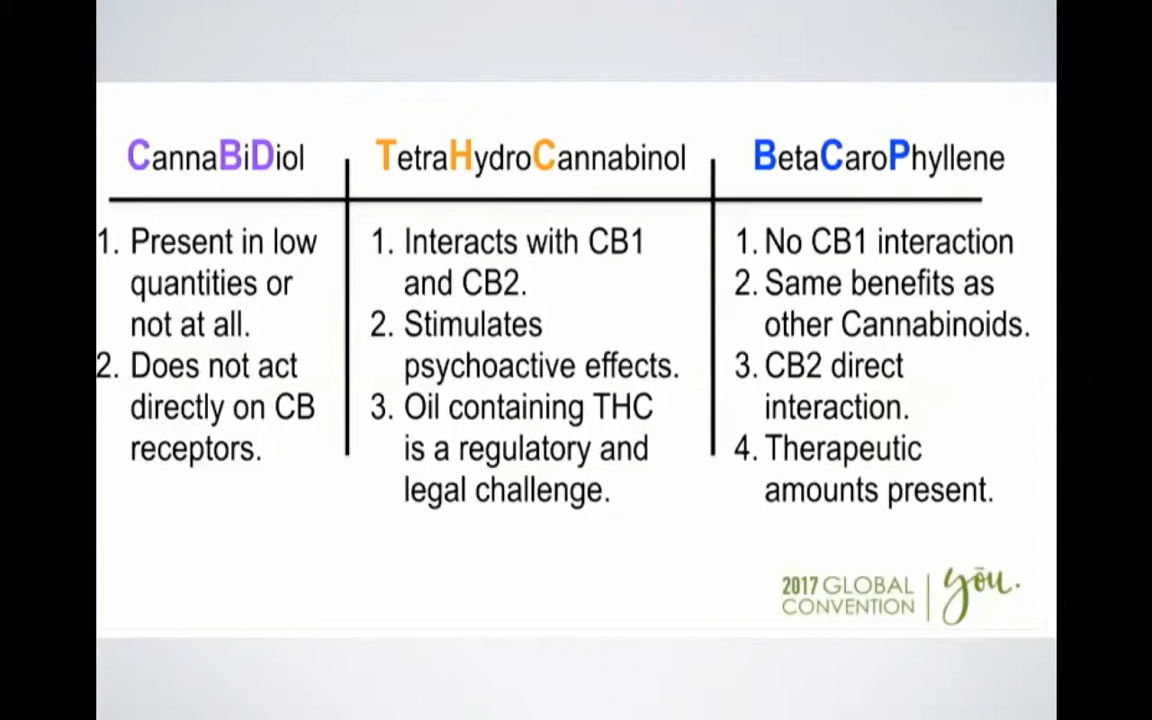 CannaBiDiol
1. Present in low
quantities or
not at all.
2. Does not act
directly on CB
receptors.
TetraHydroCannabinol
1. Interacts with CB1
and CB2.
2. Stimulates
psychoactive effects.
3. Oil containing THC
is a regulatory and
legal challenge.
BetaCaroPhyllene
1. No CB1 interaction
2. Same benefits as
other Cannabinoids.
3. CB2 direct
interaction.
4. Therapeutic
amounts present.
2017 GLOBAL
CONVENTION
yōu.